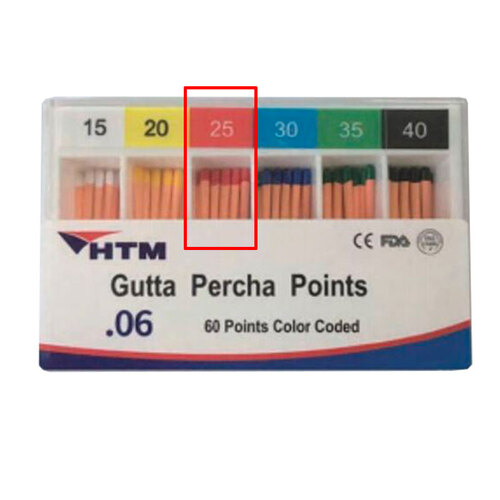 15 20 25 30 35 40
HTM
CE FDA
Gutta Percha Points
.06
60 Points Color Coded